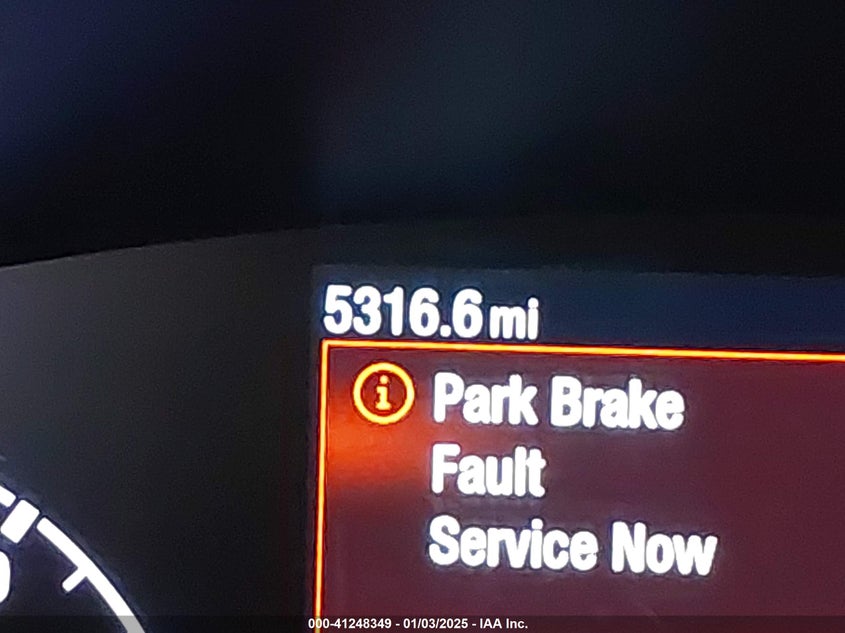 5316.6 mi
Park Brake
Fault
Service Now
000-41248349 - 01/03/2025 - IAA Inc.